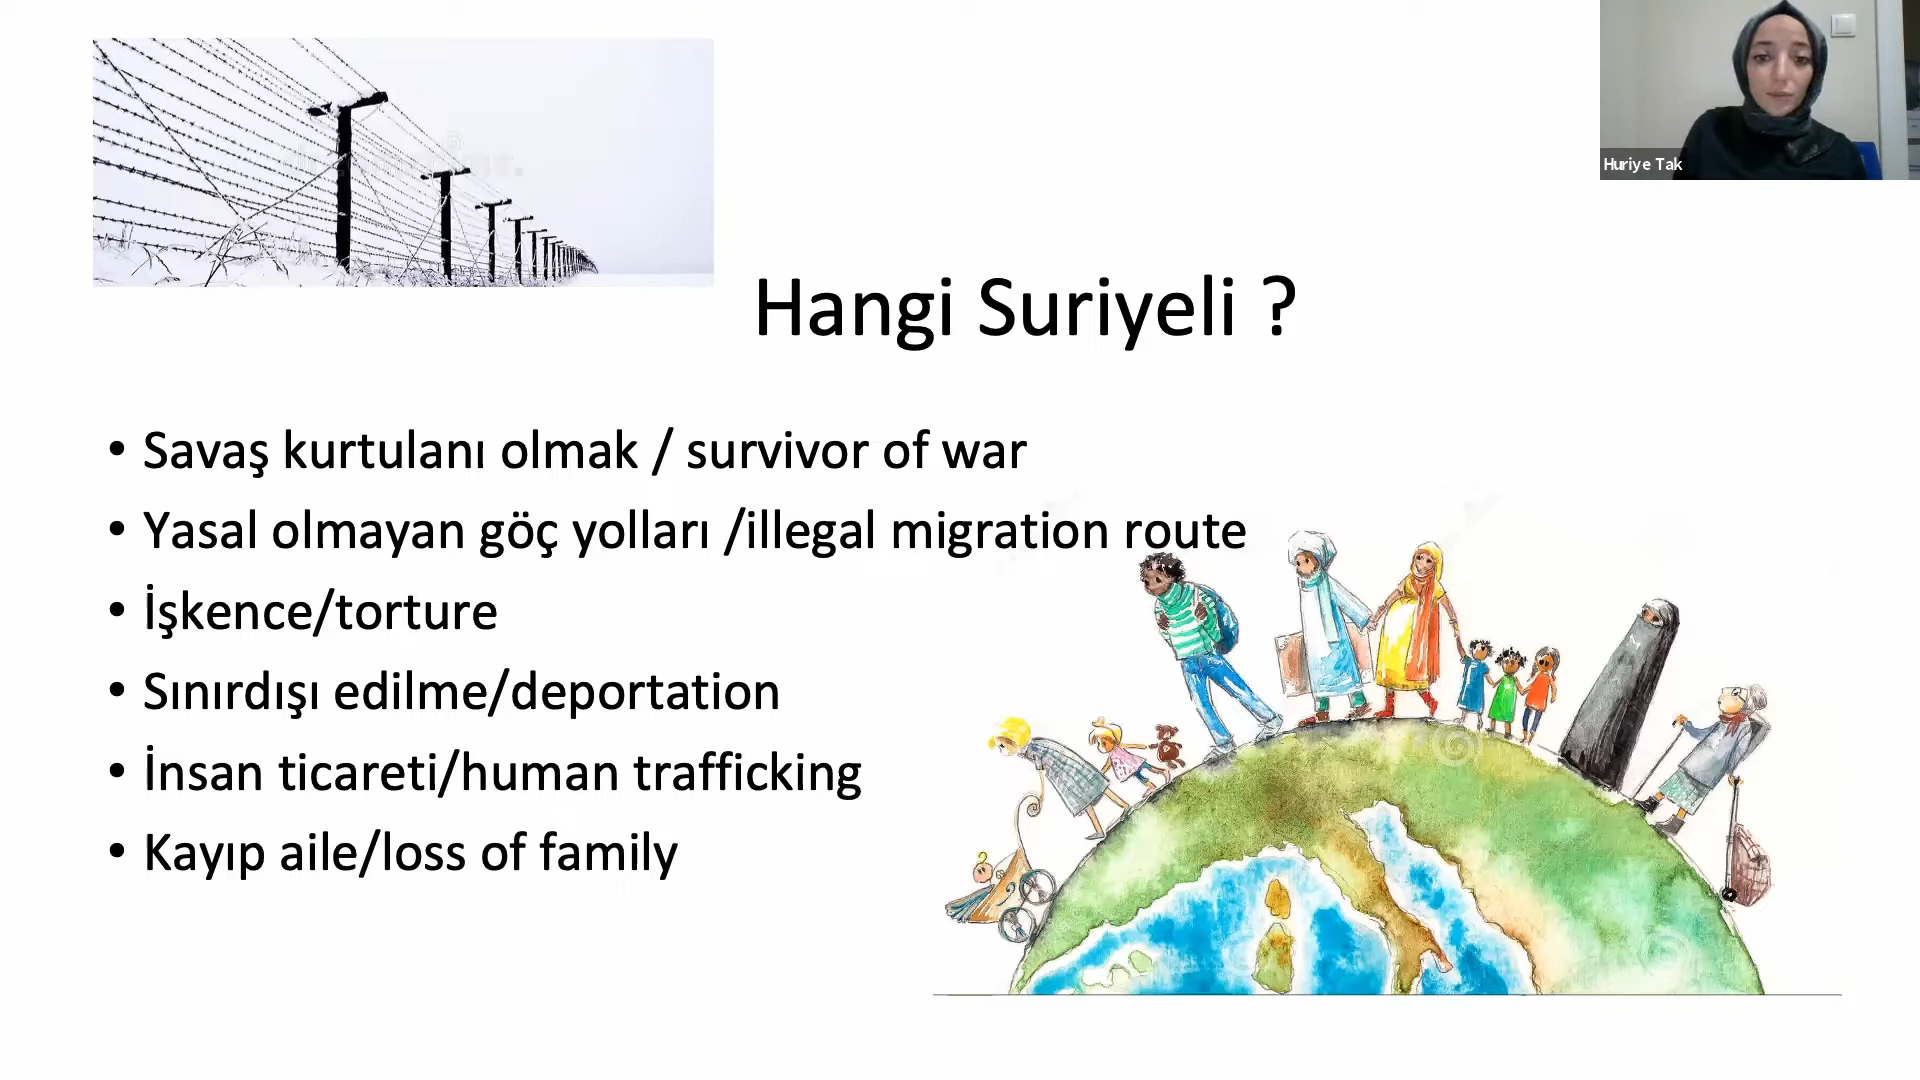 Huriye Tak
Hangi Suriyeli ?
• Savaş kurtulanı olmak / survivor of war
• Yasal olmayan göç yolları /illegal migration route
• İşkence/torture
• Sınırdışı edilme/deportation
• İnsan ticareti/human trafficking
• Kayıp aile/loss of family